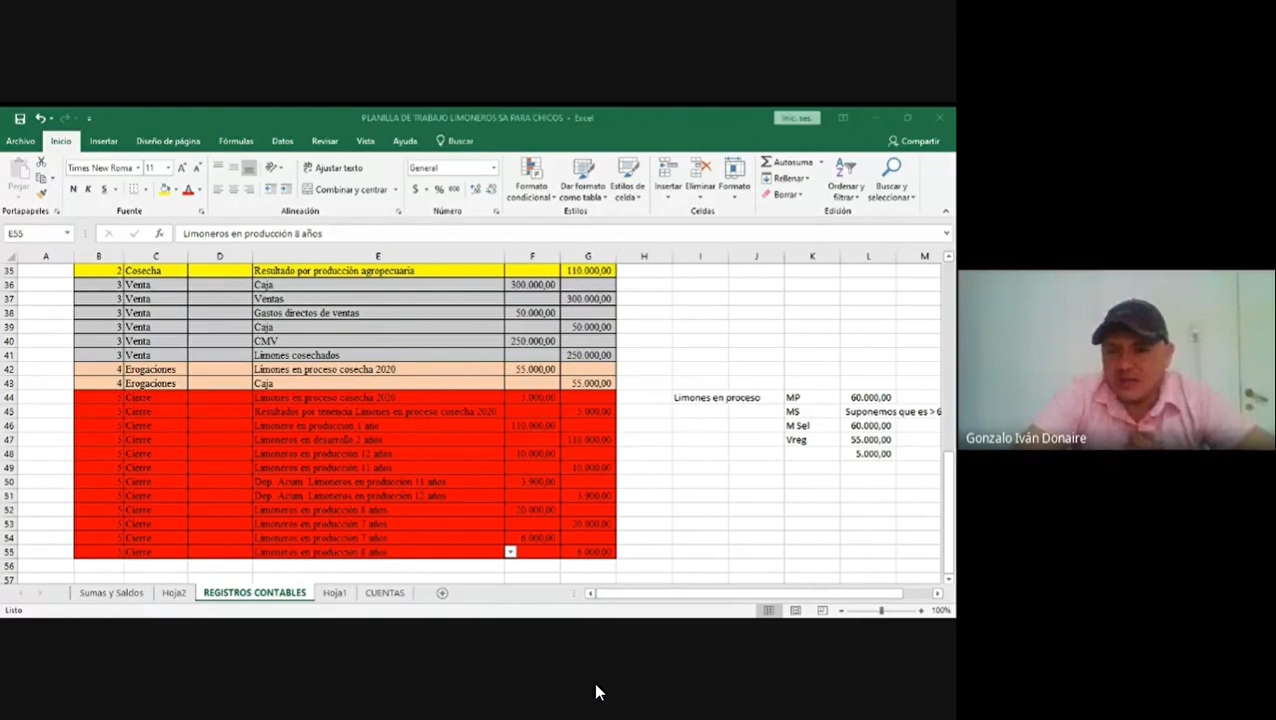 PLANILLA DE TRABAJO LIMONEROS SA PARA CHICOS - Excel
Inic. ses.
Archivo Inicio Insertar Diseño de página Fórmulas Datos Revisar Vista Ayuda Buscar Compartir
Pegar
Times New Roma 11
Ajustar texto
General
Autosuma
N K S
Combinar y centrar
$ % 000
Formato condicional
Dar formato como tabla
Estilos de celda
Insertar Eliminar Formato
Rellenar
Borrar
Ordenar y filtrar
Buscar y seleccionar
Portapapeles Fuente Alineación Número Estilos Celdas Edición
E55 fx Limoneros en producción 8 años
A B C D E F G H I J K L M
35 2 Cosecha Resultado por producción agropecuaria 110.000,00
36 3 Venta Caja 300.000,00
37 3 Venta Ventas 300.000,00
38 3 Venta Gastos directos de ventas 50.000,00
39 3 Venta Caja 50.000,00
40 3 Venta CMV 250.000,00
41 3 Venta Limones cosechados 250.000,00
42 4 Erogaciones Limones en proceso cosecha 2020 55.000,00
43 4 Erogaciones Caja 55.000,00
44 5 Cierre Limones en proceso cosecha 2020 5.000,00 Limones en proceso MP 60.000,00
45 5 Cierre Resultados por tenencia Limones en proceso cosecha 2020 5.000,00 MS Suponemos que es > 6
46 5 Cierre Limonero en producción 1 año 110.000,00 M Sel 60.000,00
47 5 Cierre Limoneros en desarrollo 2 años 110.000,00 Vreg 55.000,00
48 5 Cierre Limoneros en producción 12 años 10.000,00 5.000,00
49 5 Cierre Limoneros en producción 11 años 10.000,00
50 5 Cierre Dep. Acum. Limoneros en producción 11 años 3.900,00
51 5 Cierre Dep. Acum. Limoneros en producción 12 años 3.900,00
52 5 Cierre Limoneros en producción 8 años 20.000,00
53 5 Cierre Limoneros en producción 7 años 20.000,00
54 5 Cierre Limoneros en producción 7 años 6.000,00
55 5 Cierre Limoneros en producción 8 años 6.000,00
56
57
Sumas y Saldos Hoja2 REGISTROS CONTABLES Hoja1 CUENTAS
Listo 100%
Gonzalo Iván Donaire